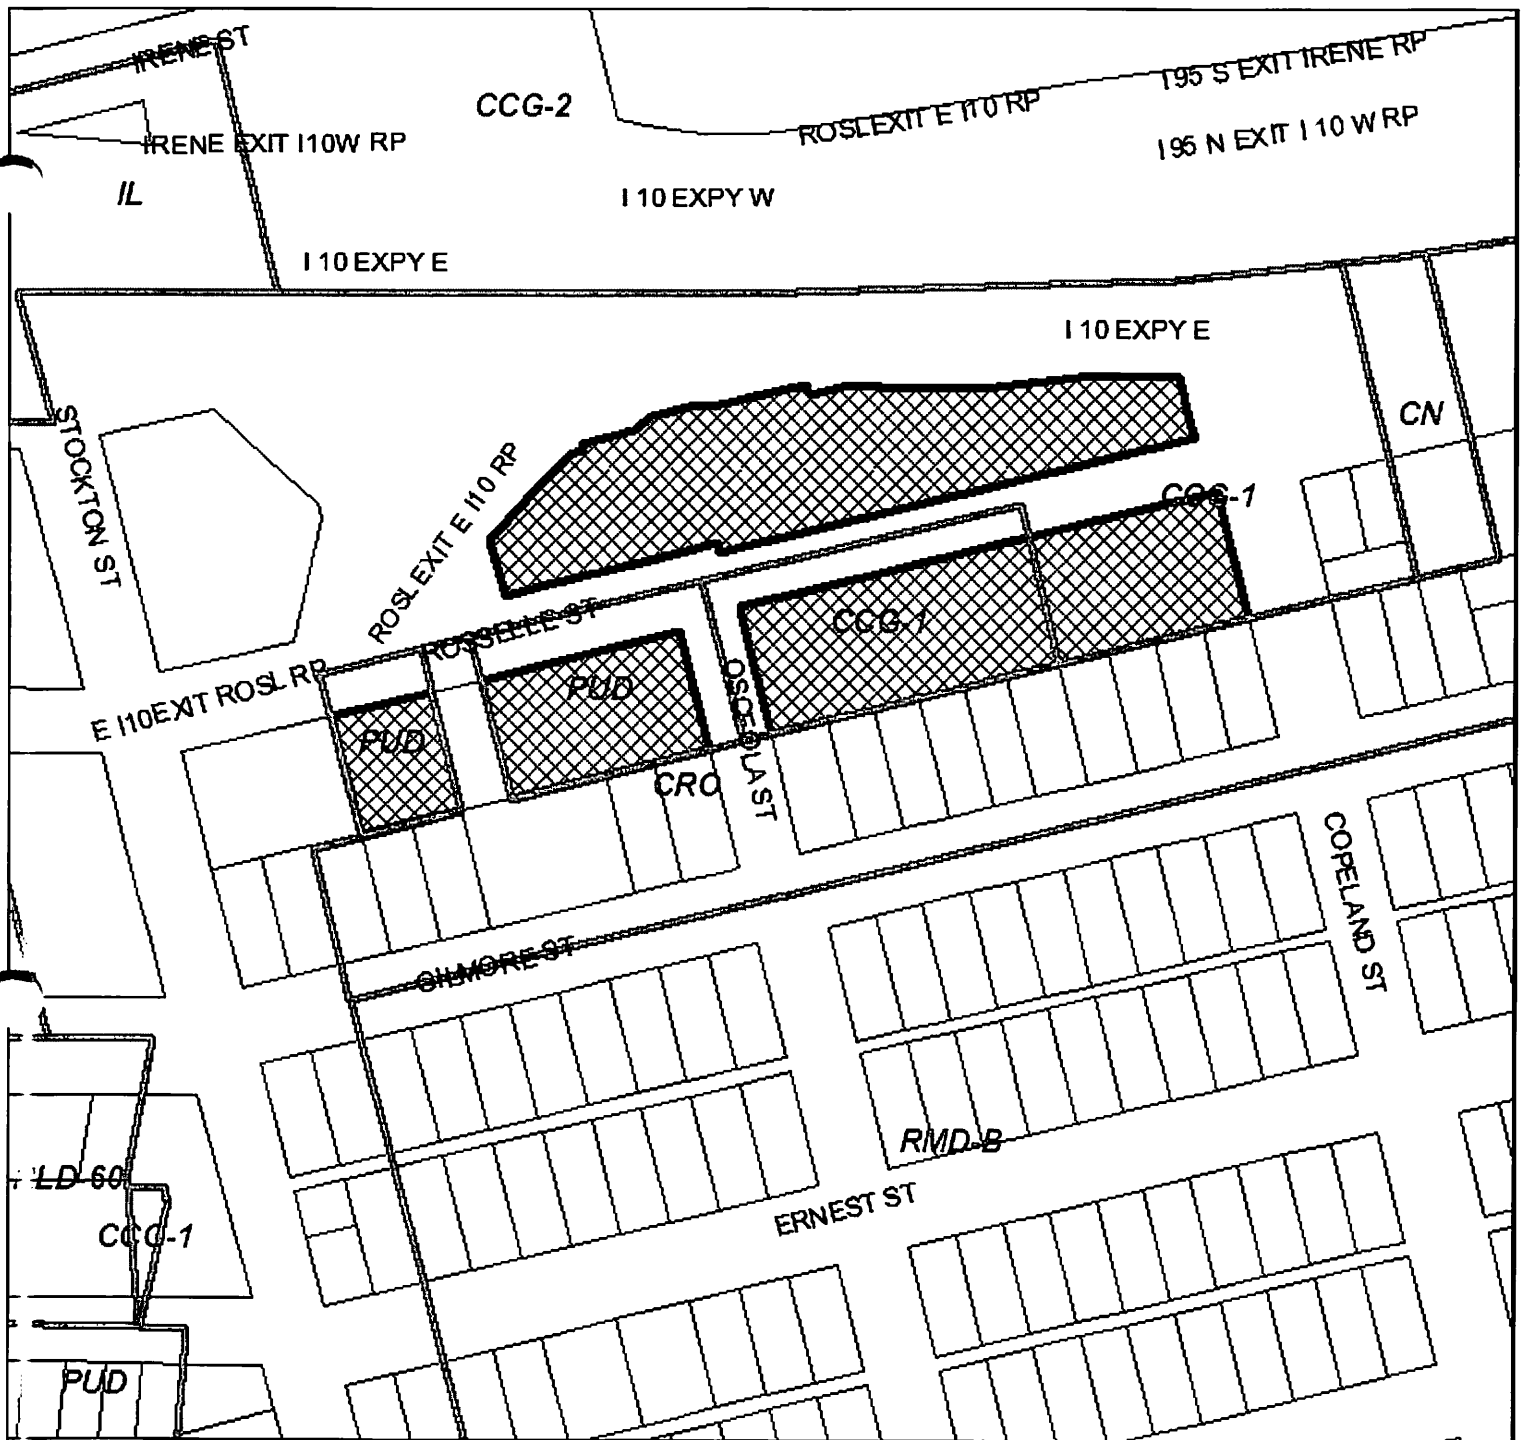 IRENE ST
CCG-2
I 95 S EXIT IRENE RP
ROSLEXIT E I10 RP
I 95 N EXIT I 10 W RP
IRENE EXIT I10W RP
IL
I 10 EXPY W
I 10 EXPY E
I 10 EXPY E
CN
STOCKTON ST
ROSLEXIT E I10 RP
CCG-1
CCG-1
ROSSELLE ST
E I10EXIT ROSL RP
PUD
PUD
OSCEOLA ST
CRO
COPELAND ST
GILMORE ST
RMD-B
LD-60
ERNEST ST
CCG-1
PUD